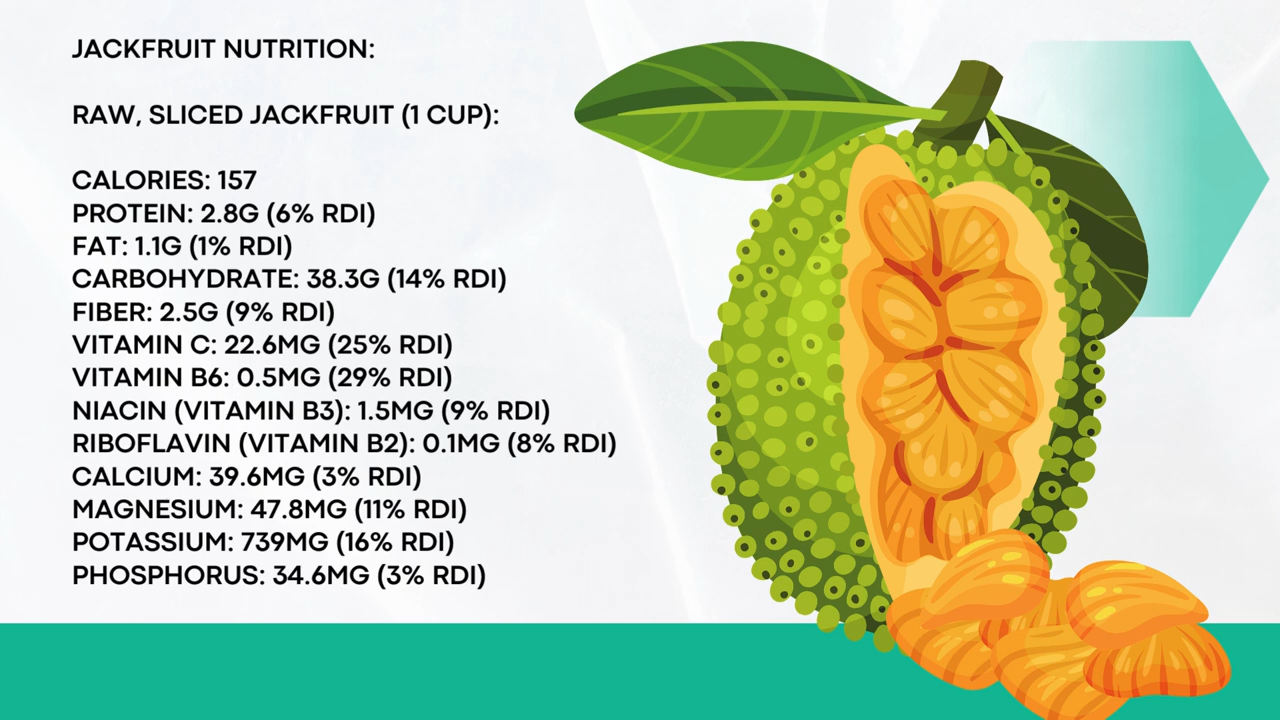 JACKFRUIT NUTRITION:
RAW, SLICED JACKFRUIT (1 CUP):
CALORIES: 157
PROTEIN: 2.8G (6% RDI)
FAT: 1.1G (1% RDI)
CARBOHYDRATE: 38.3G (14% RDI)
FIBER: 2.5G (9% RDI)
VITAMIN C: 22.6MG (25% RDI)
VITAMIN B6: 0.5MG (29% RDI)
NIACIN (VITAMIN B3): 1.5MG (9% RDI)
RIBOFLAVIN (VITAMIN B2): 0.1MG (8% RDI)
CALCIUM: 39.6MG (3% RDI)
MAGNESIUM: 47.8MG (11% RDI)
POTASSIUM: 739MG (16% RDI)
PHOSPHORUS: 34.6MG (3% RDI)